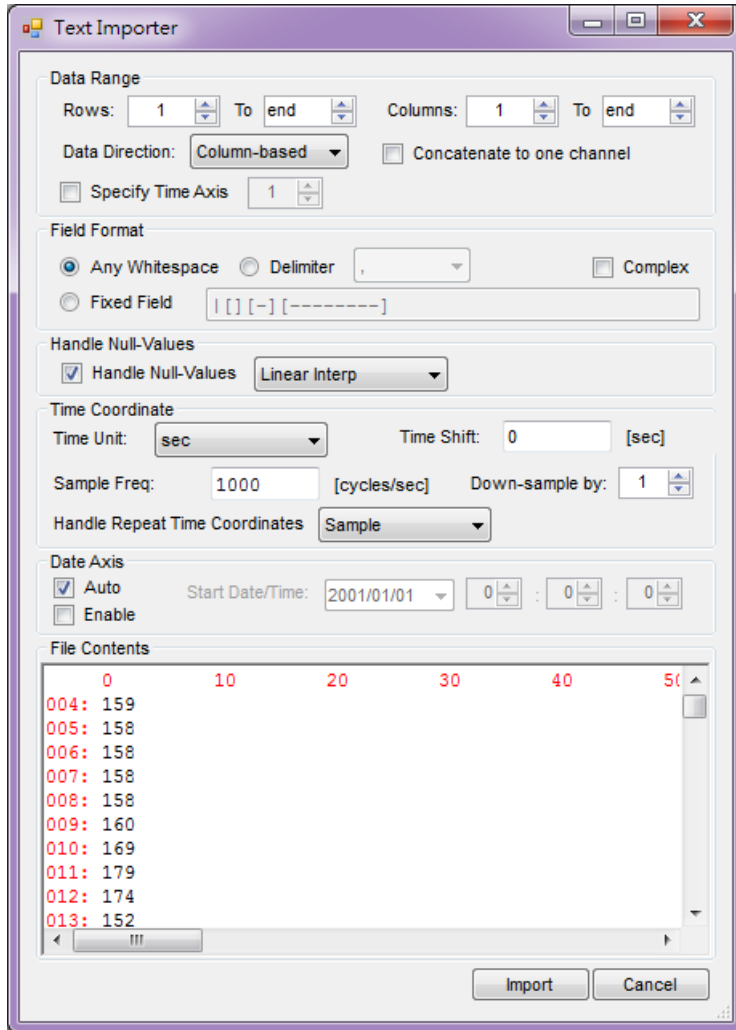 Text Importer
Data Range
Rows: 1 To end Columns: 1 To end
Data Direction: Column-based Concatenate to one channel
Specify Time Axis 1
Field Format
Any Whitespace Delimiter , Complex
Fixed Field |[][-][--------]
Handle Null-Values
Handle Null-Values Linear Interp
Time Coordinate
Time Unit: sec Time Shift: 0 [sec]
Sample Freq: 1000 [cycles/sec] Down-sample by: 1
Handle Repeat Time Coordinates Sample
Date Axis
Auto Start Date/Time: 2001/01/01 0 : 0 : 0
Enable
File Contents
0 10 20 30 40
004: 159
005: 158
006: 158
007: 158
008: 158
009: 160
010: 169
011: 179
012: 174
013: 152
Import Cancel